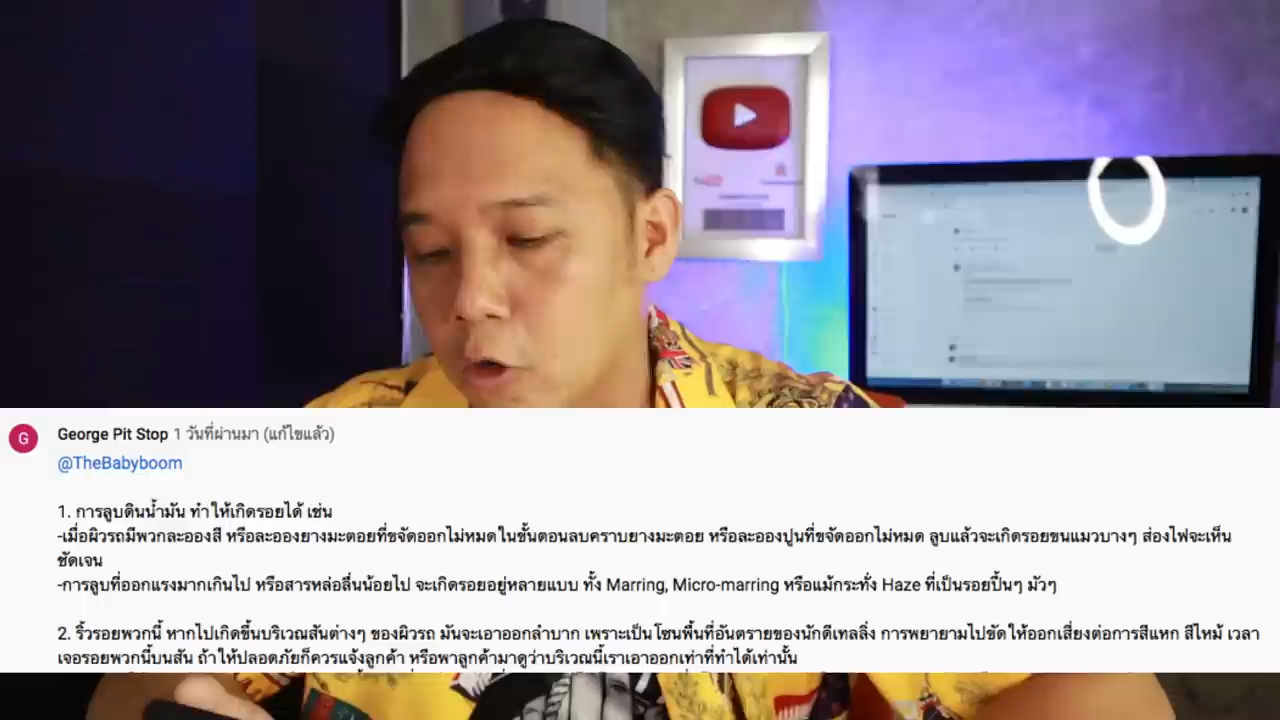 George Pit Stop 1 วันที่ผ่านมา (แก้ไขแล้ว)
@TheBabyboom
1. การลูบดินน้ำมัน ทำให้เกิดรอยได้ เช่น
-เมื่อผิวรถมีพวกละอองสี หรือละอองยางมะตอยที่ขจัดออกไม่หมด ในขั้นตอนลบคราบยางมะตอย หรือละอองปูนที่ขจัดออกไม่หมด ลูบแล้วจะเกิดรอยขนแมวบางๆ ส่องไฟจะเห็น
ชัดเจน
-การลูบที่ออกแรงมากเกินไป หรือสารหล่อลื่นน้อยไป จะเกิดรอยอยู่หลายแบบ ทั้ง Marring, Micro-marring หรือแม้กระทั่ง Haze ที่เป็นรอยปื้นๆ มัวๆ
2. ริ้วรอยพวกนี้ หากไปเกิดขึ้นบริเวณสันต่างๆ ของผิวรถ มันจะเอาออกลำบาก เพราะเป็นโซนพื้นที่อันตรายของนักดีเทลลิ่ง การพยายามไปขัดให้ออกเสี่ยงต่อการสีแหก สีไหม้ เวลา
เจอรอยพวกนี้บนสัน ถ้าให้ปลอดภัยก็ควรแจ้งลูกค้า หรือพาลูกค้ามาดูว่าบริเวณนี้เราเอาออกเท่าที่ทำได้เท่านั้น
G